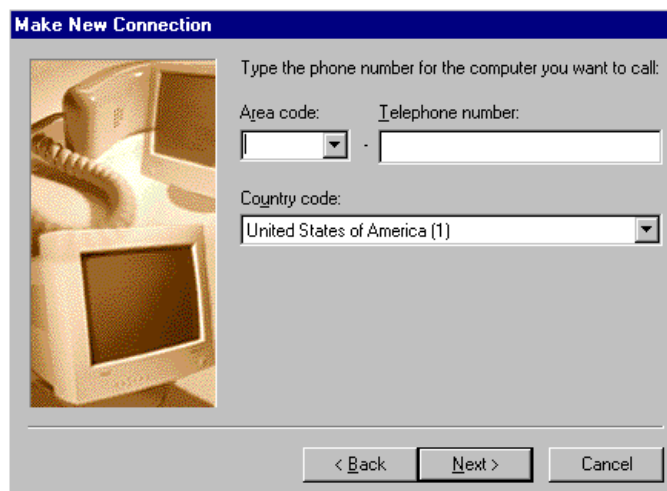 Make New Connection
Type the phone number for the computer you want to call:
Area code: Telephone number:
-
Country code:
United States of America (1)
< Back Next > Cancel